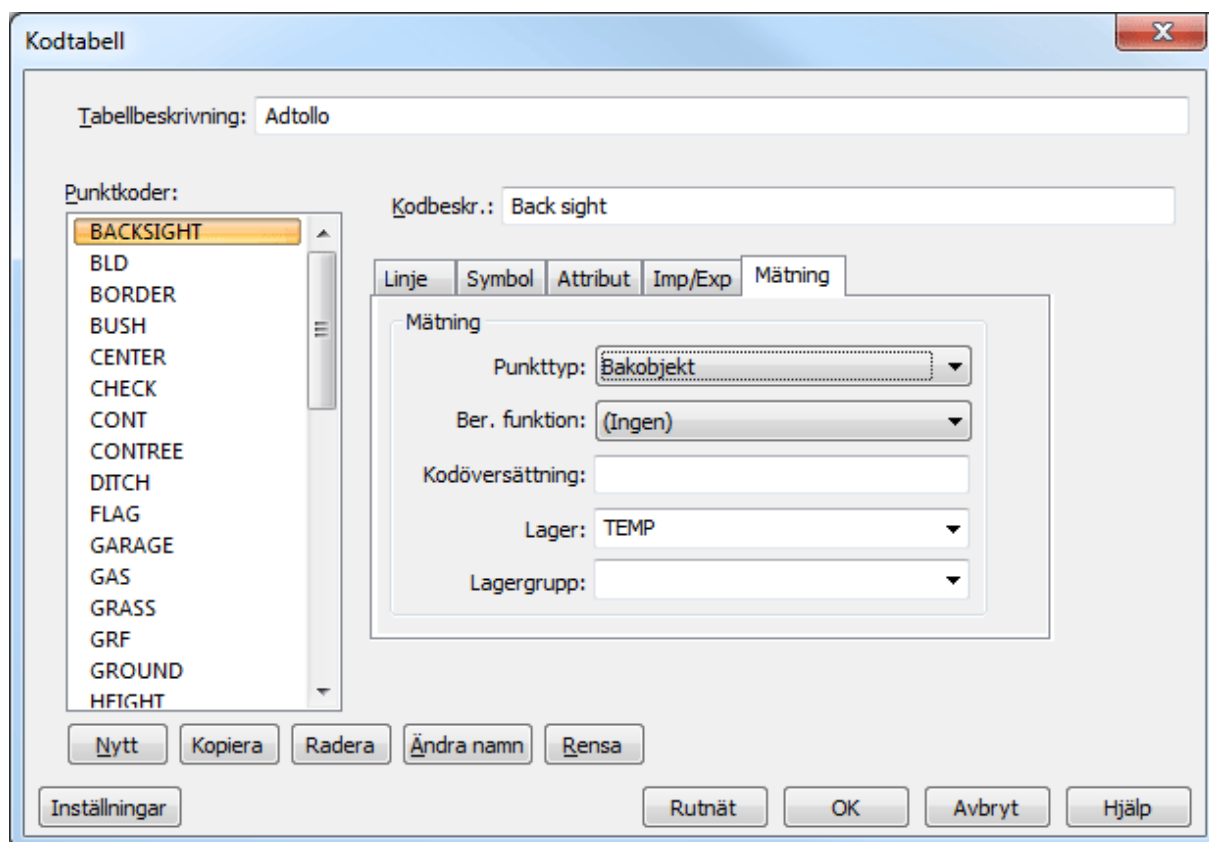 Kodtabell
Tabellbeskrivning: Adtollo
Punktkoder:
Kodbeskr.: Back sight
BACKSIGHT
BLD
BORDER
BUSH
CENTER
CHECK
CONT
CONTREE
DITCH
FLAG
GARAGE
GAS
GRASS
GRF
GROUND
HEIGHT
Linje Symbol Attribut Imp/Exp Mätning
Mätning
Punkttyp: Bakobjekt
Ber. funktion: (Ingen)
Kodöversättning:
Lager: TEMP
Lagergrupp:
Nytt Kopiera Radera Ändra namn Rensa
Inställningar Rutnät OK Avbryt Hjälp